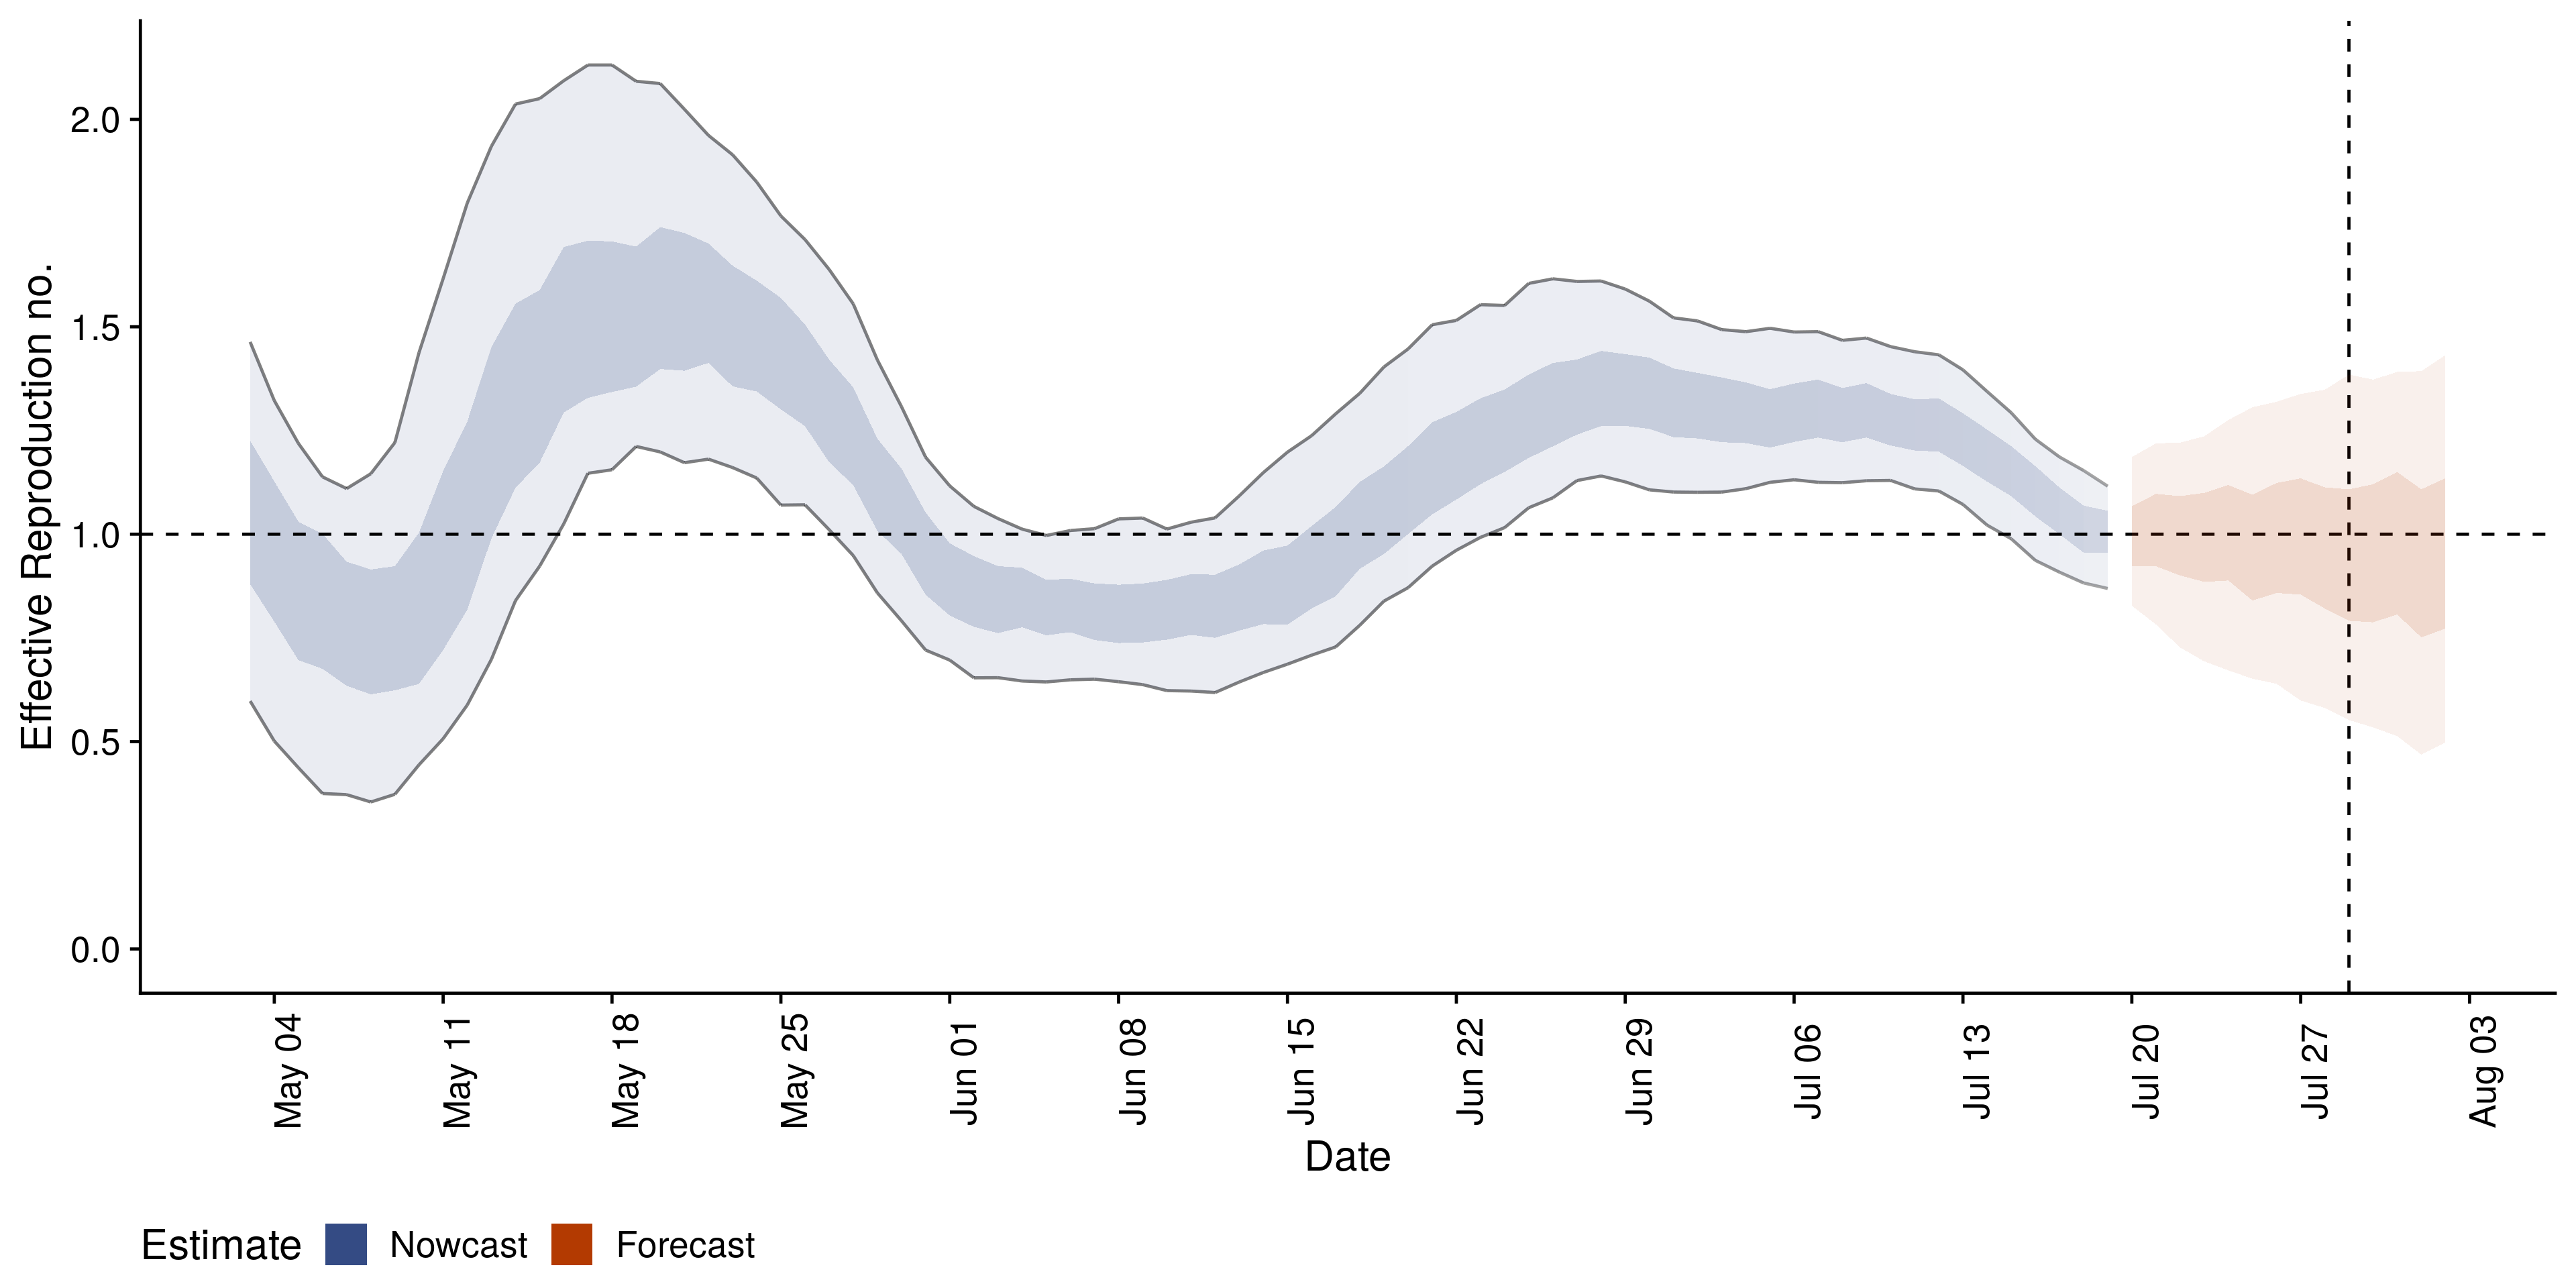 Effective Reproduction no.
2.0
1.5
1.0
0.5
0.0
May 04
May 11
May 18
May 25
Jun 01
Jun 08
Jun 15
Jun 22
Jun 29
Jul 06
Jul 13
Jul 20
Jul 27
Aug 03
Date
Estimate Nowcast Forecast